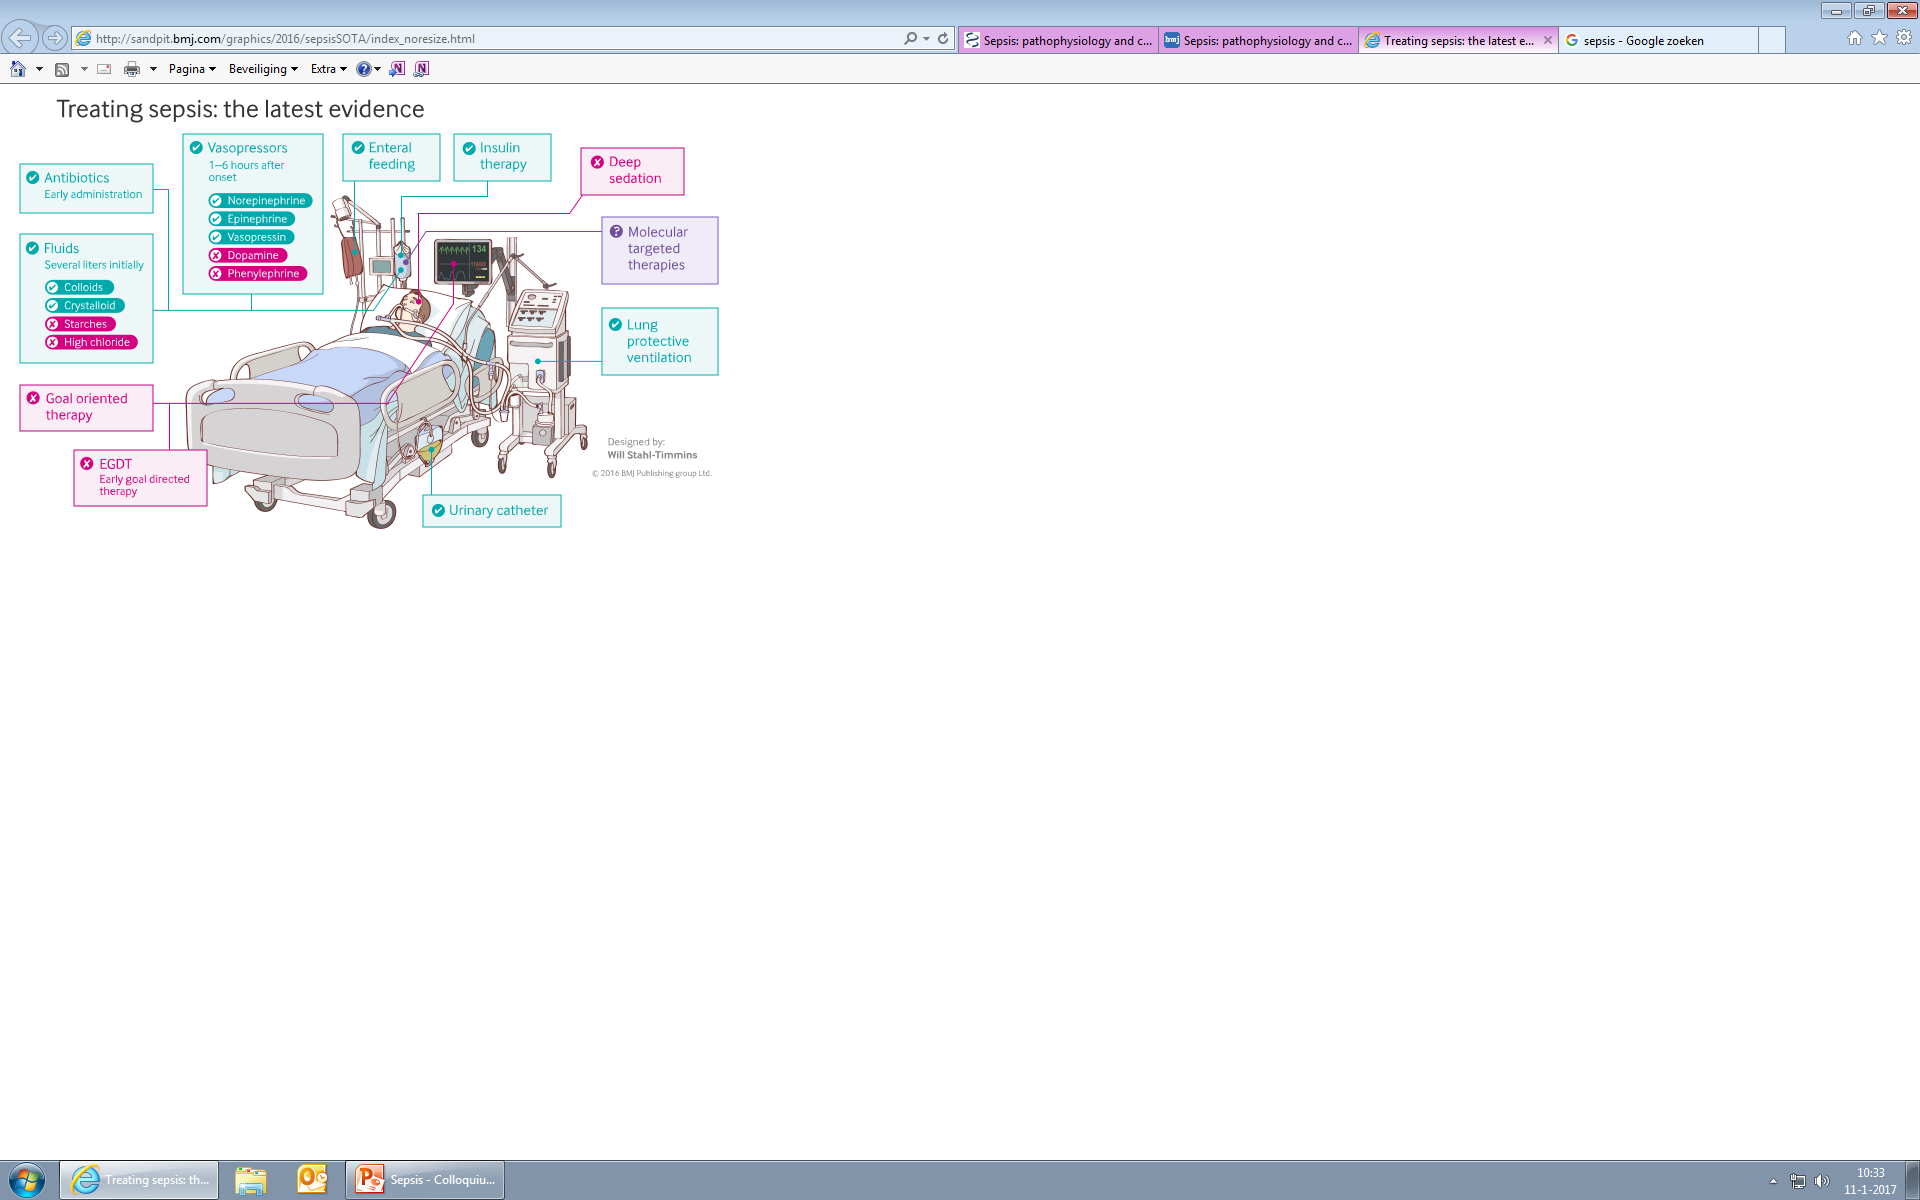 http://sandpit.bmj.com/graphics/2016/sepsisSOTA/index_noresize.html
Sepsis: pathophysiology and c...
Sepsis: pathophysiology and c...
Treating sepsis: the latest e...
sepsis - Google zoeken
Pagina
Beveiliging
Extra
Treating sepsis: the latest evidence
Antibiotics
Early administration
Fluids
Several liters initially
Colloids
Crystalloid
Starches
High chloride
Vasopressors
1–6 hours after
onset
Norepinephrine
Epinephrine
Vasopressin
Dopamine
Phenylephrine
Enteral
feeding
Insulin
therapy
Deep
sedation
Molecular
targeted
therapies
Lung
protective
ventilation
134
Goal oriented
therapy
EGDT
Early goal directed
therapy
Urinary catheter
Designed by:
Will Stahl-Timmins
© 2016 BMJ Publishing group Ltd.
Treating sepsis: th...
Sepsis - Colloquiu...
10:33
11-1-2017